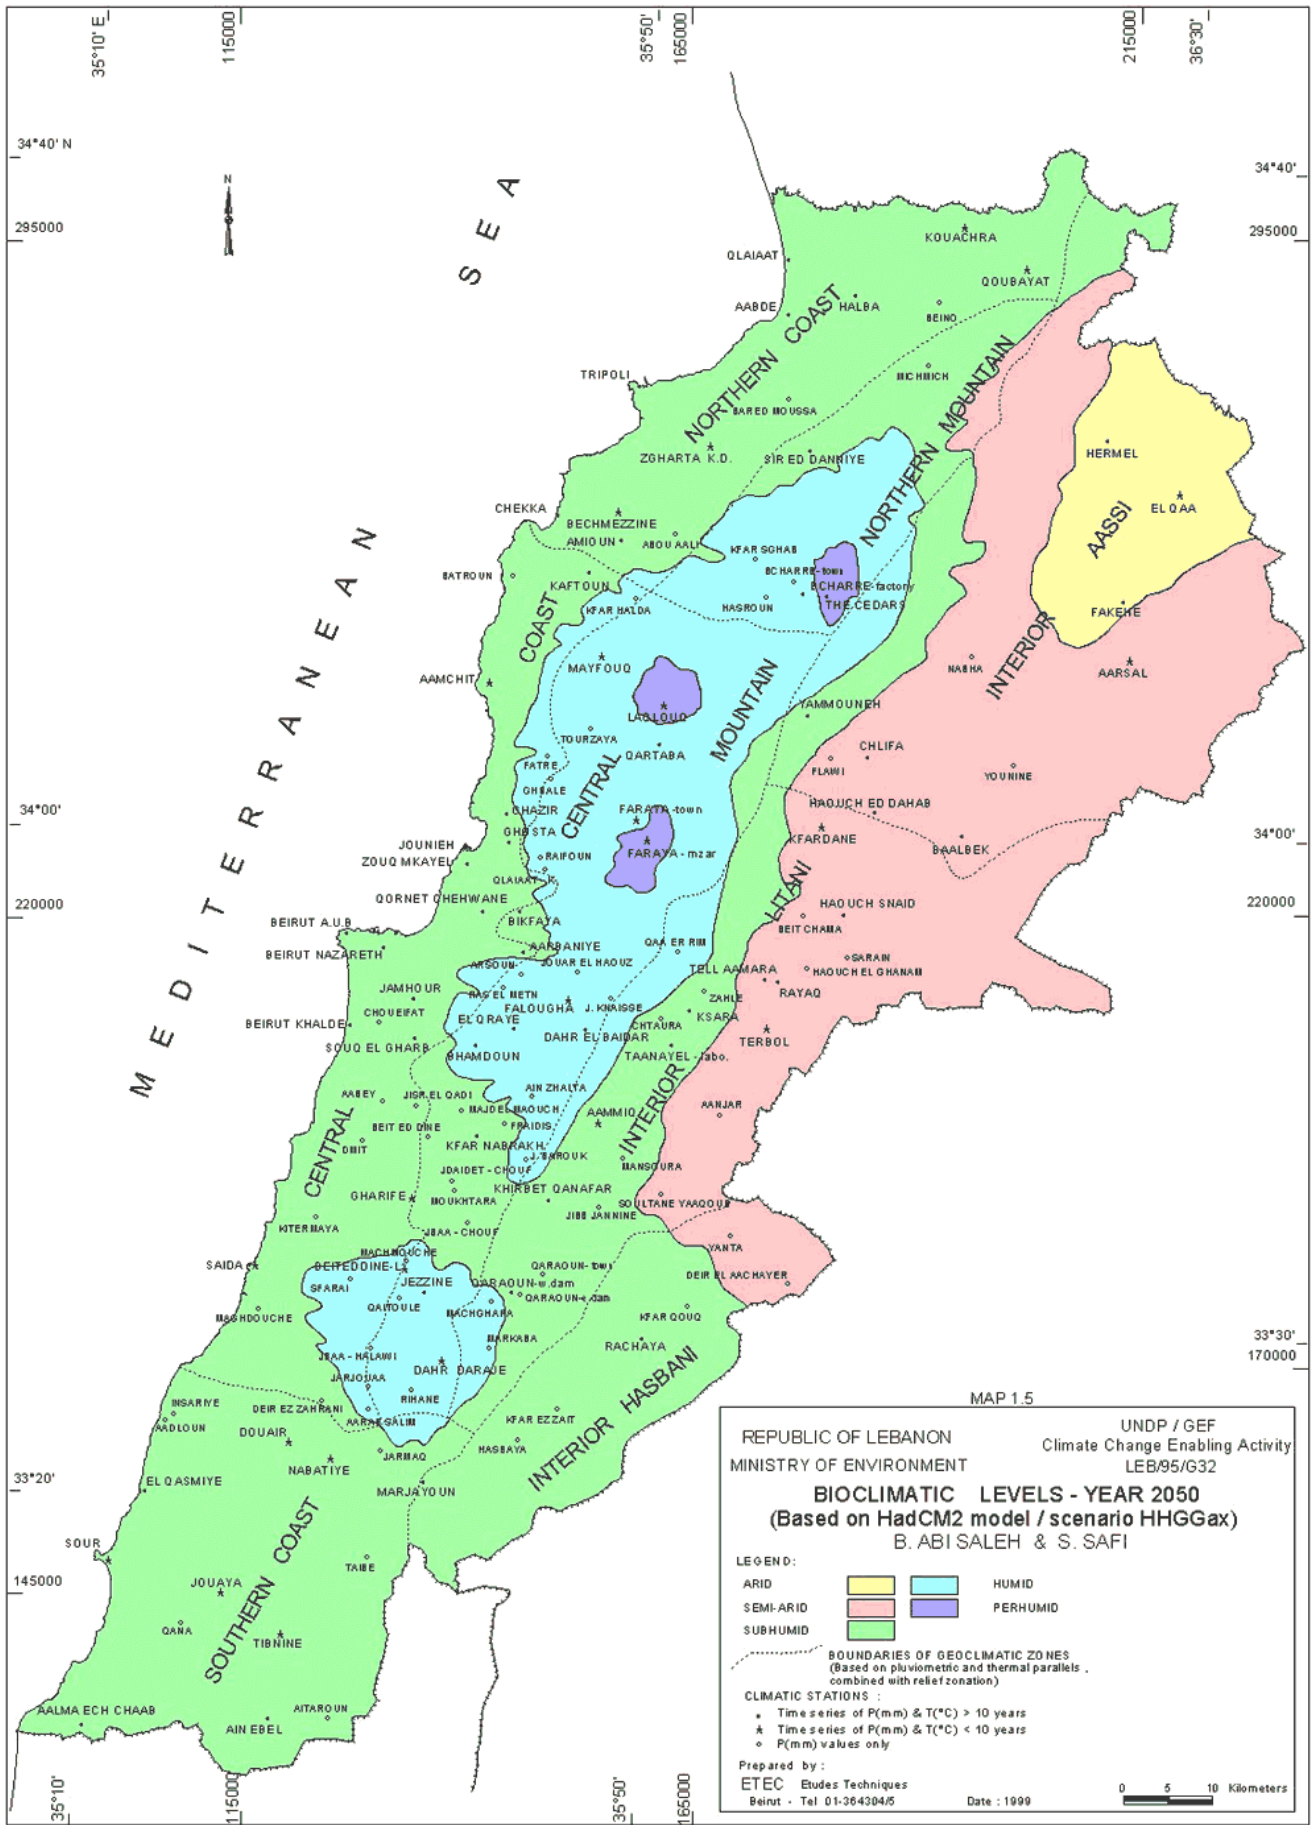 35°10' E
115000
35°50'
165000
215000
36°30'
34°40' N
34°40'
N
295000
295000
MEDITERRANEAN SEA
KOUACHRA
QLAIAAT
QOUBAYAT
AABDE
HALBA
BEINO
NORTHERN COAST
TRIPOLI
MICHMICH
BARED MOUSSA
NORTHERN MOUNTAIN
ZGHARTA K.D.
SIR ED DANNIYE
HERMEL
EL QAA
AASSI
CHEKKA
BECHMEZZINE
AMIOUN
ABOU AALI
KFAR SGHAB
BCHARRE-town
BATROUN
KAFTOUN
BCHARRE-factory
THE CEDARS
HASROUN
KFAR HALDA
FAKEHE
COAST
MAYFOUQ
NABHA
AARSAL
INTERIOR
AAMCHIT
LAQLOUQ
YAMMOUNEH
MOUNTAIN
TOURZAYA
QARTABA
CHLIFA
FATRE
FLAWI
YOUNINE
GHBALE
CENTRAL
HAOUCH ED DAHAB
34°00'
GHAZIR
FARAYA-town
GHOSTA
KFARDANE
34°00'
JOUNIEH
BAALBEK
ZOUQ MKAYEL
RAIFOUN
FARAYA - mzar
QLAIAAT - K.
LITANI
QORNET CHEHWANE
220000
BIKFAYA
HAOUCH SNAID
220000
BEIRUT A.U.B
BEIT CHAMA
BEIRUT NAZARETH
AARBANIYE
QAA ER RIM
ARSOUN
JOUAR EL HAOUZ
SARAIN
TELL AAMARA
HAOUCH EL GHANAM
JAMHOUR
RAS EL METN
RAYAQ
CHOUEIFAT
FALOUGHA
J. KNAISSE
ZAHLE
BEIRUT KHALDE
EL QRAYE
CHTAURA
KSARA
SOUQ EL GHARB
DAHR EL BAIDAR
TERBOL
BHAMDOUN
TAANAYEL - labo.
AIN ZHALTA
AABEY
JISR EL QADI
AANJAR
MAJDEL MAOUCH
AAMMIQ
FRAIDIS
BEIT ED DINE
INTERIOR
DMIT
KFAR NABRAKH
J. BAROUK
MANSOURA
CENTRAL
JDAIDET - CHOUF
KHIRBET QANAFAR
GHARIFE
MOUKHTARA
SOULTANE YAAQOUB
JIBB JANNINE
KITERMAYA
JBAA - CHOUF
YANTA
MACHMOUCHE
SAIDA
BEITEDDINE-L
QARAOUN-town
DEIR EL AACHAYER
SFARAI
JEZZINE
QARAOUN-w.dam
QARAOUN-e.dam
QAITOULE
MAGHDOUCHE
MACHGHARA
KFAR QOUQ
33°30'
MARKABA
RACHAYA
JBAA - HALAWI
170000
DAHR DARAJE
JARJOUAA
RIHANE
INSARIYE
DEIR EZ ZAHRANI
AADLOUN
AARAB SALIM
KFAR EZZAIT
DOUAIR
HASBAYA
JARMAQ
INTERIOR HASBANI
NABATIYE
33°20'
EL QASMIYE
MARJAYOUN
SOUR
TAIBE
145000
JOUAYA
SOUTHERN COAST
QANA
TIBNINE
AALMA ECH CHAAB
AITAROUN
AIN EBEL
35°10'
115000
35°50'
165000
MAP 1.5
REPUBLIC OF LEBANON
MINISTRY OF ENVIRONMENT
UNDP / GEF
Climate Change Enabling Activity
LEB/95/G32
BIOCLIMATIC LEVELS - YEAR 2050
(Based on HadCM2 model / scenario HHGGax)
B. ABI SALEH & S. SAFI
LEGEND:
ARID
HUMID
SEMI-ARID
PERHUMID
SUBHUMID
BOUNDARIES OF GEOCLIMATIC ZONES
(Based on pluviometric and thermal parallels,
combined with relief zonation)
CLIMATIC STATIONS :
Time series of P(mm) & T(°C) > 10 years
Time series of P(mm) & T(°C) < 10 years
P(mm) values only
Prepared by :
ETEC Etudes Techniques
Beirut - Tel 01-364304/5
Date : 1999
0 5 10 Kilometers